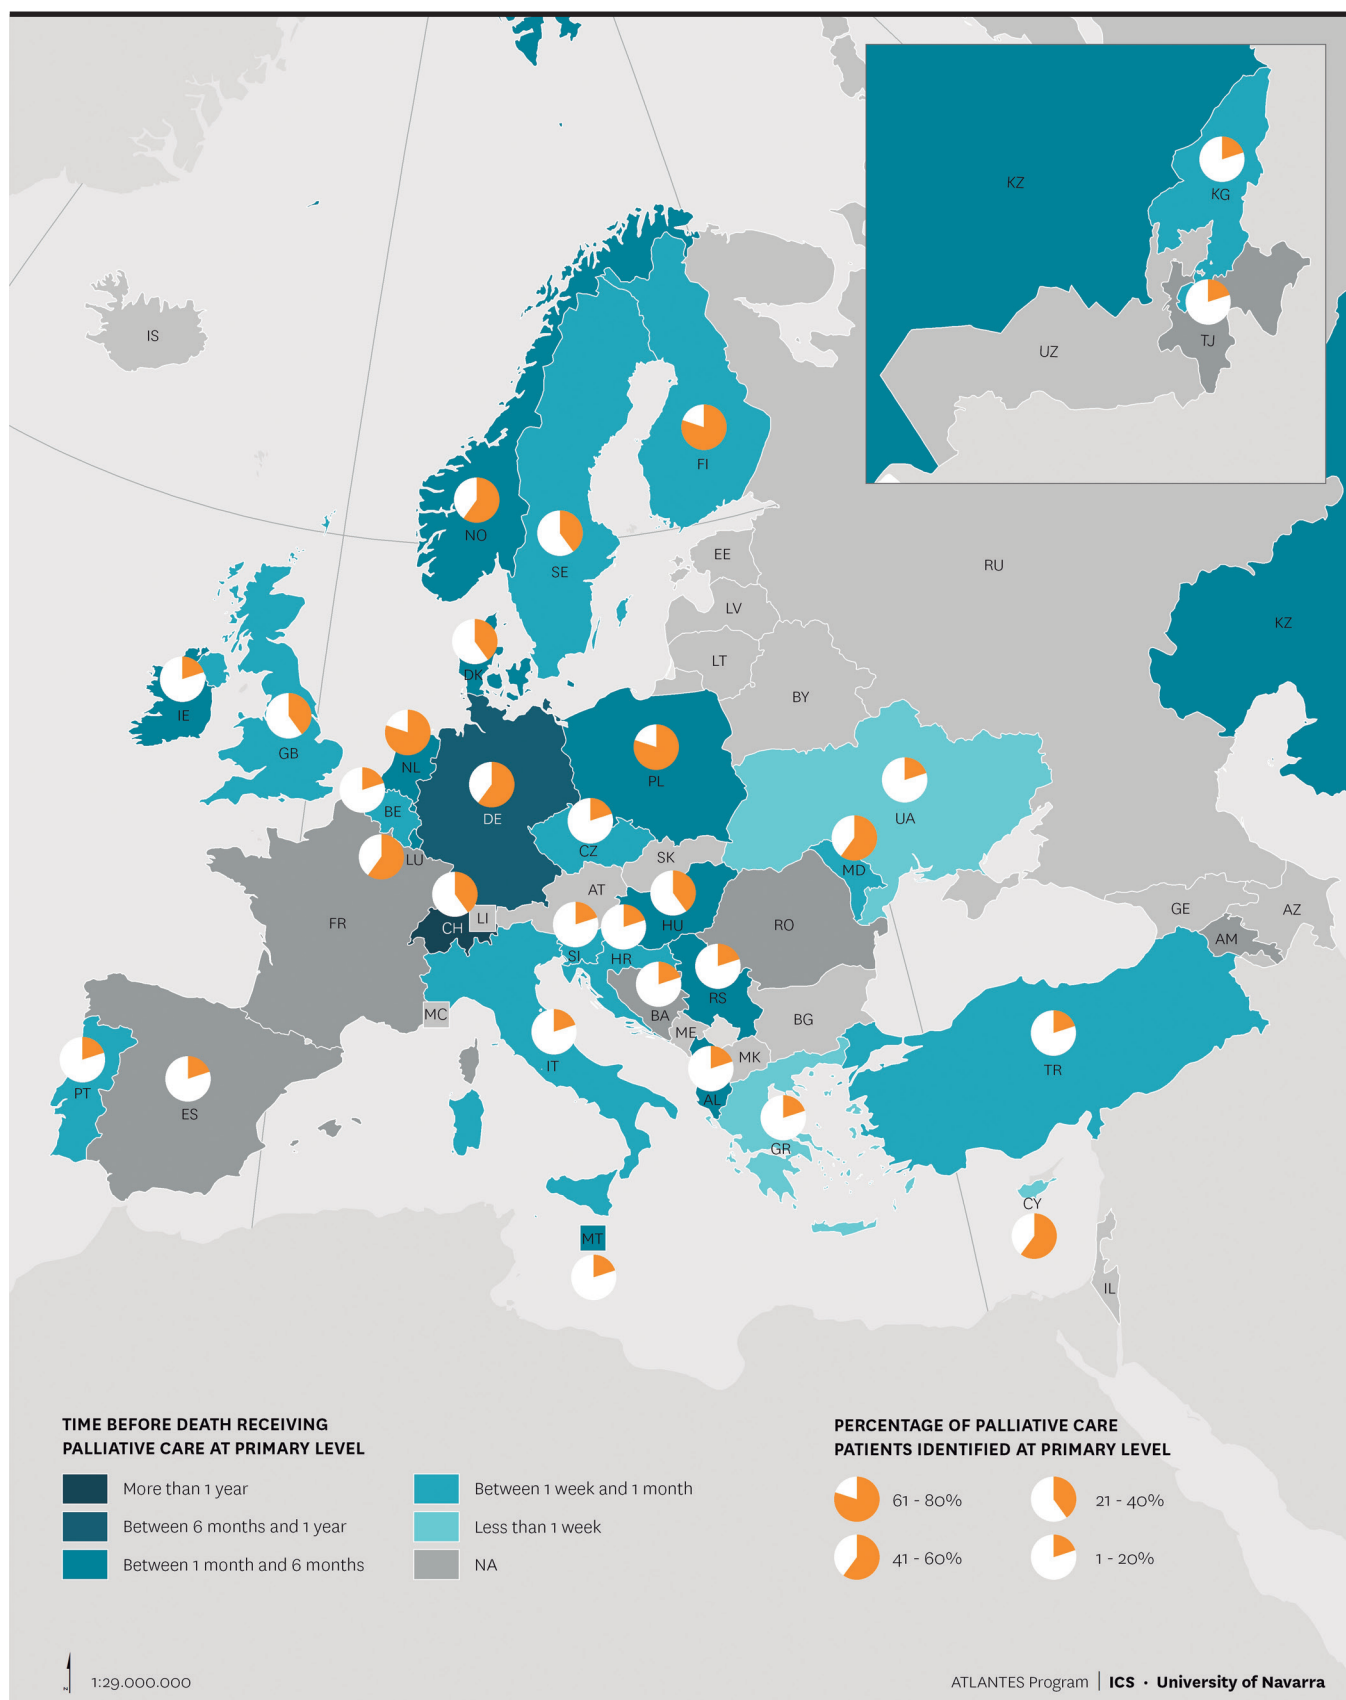 KZ
KG
TJ
UZ
IS
FI
NO
SE
EE
RU
LV
KZ
LT
DK
BY
IE
GB
NL
PL
BE
DE
UA
CZ
LU
SK
MD
AT
LI
CH
FR
HU
RO
GE
AZ
AM
SI
HR
RS
BA
MC
ME
BG
MK
IT
TR
PT
ES
AL
GR
CY
MT
IL
TIME BEFORE DEATH RECEIVING
PALLIATIVE CARE AT PRIMARY LEVEL
More than 1 year
Between 6 months and 1 year
Between 1 month and 6 months
Between 1 week and 1 month
Less than 1 week
NA
PERCENTAGE OF PALLIATIVE CARE
PATIENTS IDENTIFIED AT PRIMARY LEVEL
61 - 80%
41 - 60%
21 - 40%
1 - 20%
N
1:29.000.000
ATLANTES Program | ICS · University of Navarra